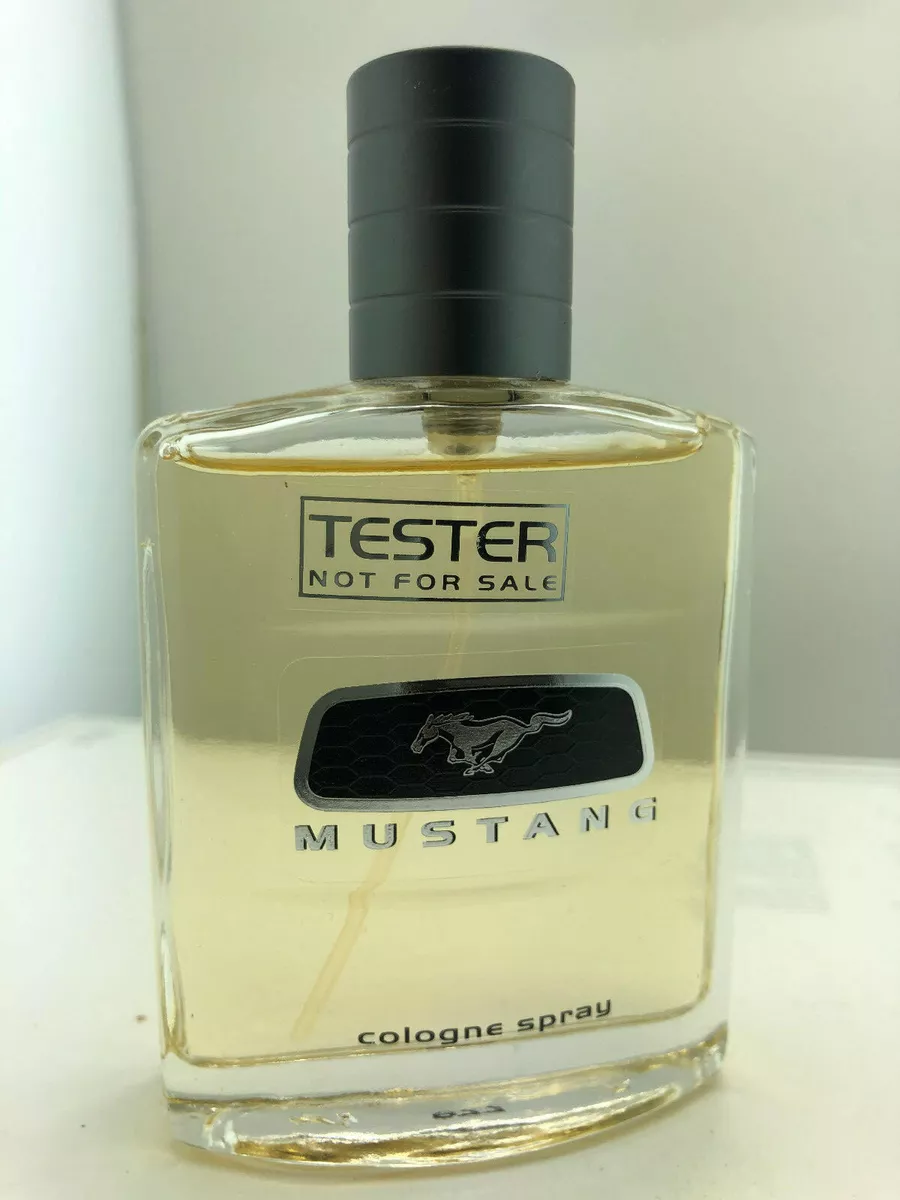 TESTER
NOT FOR SALE
MUSTANG
cologne spray